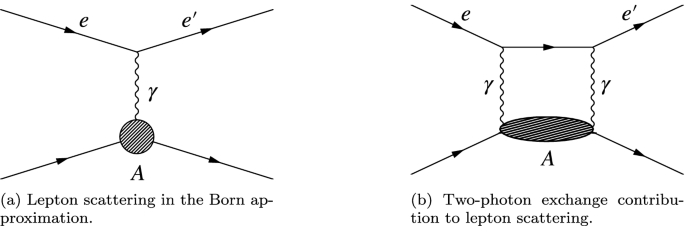 e e′
γ
A
e e′
γ γ
A
(a) Lepton scattering in the Born ap-
proximation.
(b) Two-photon exchange contribu-
tion to lepton scattering.